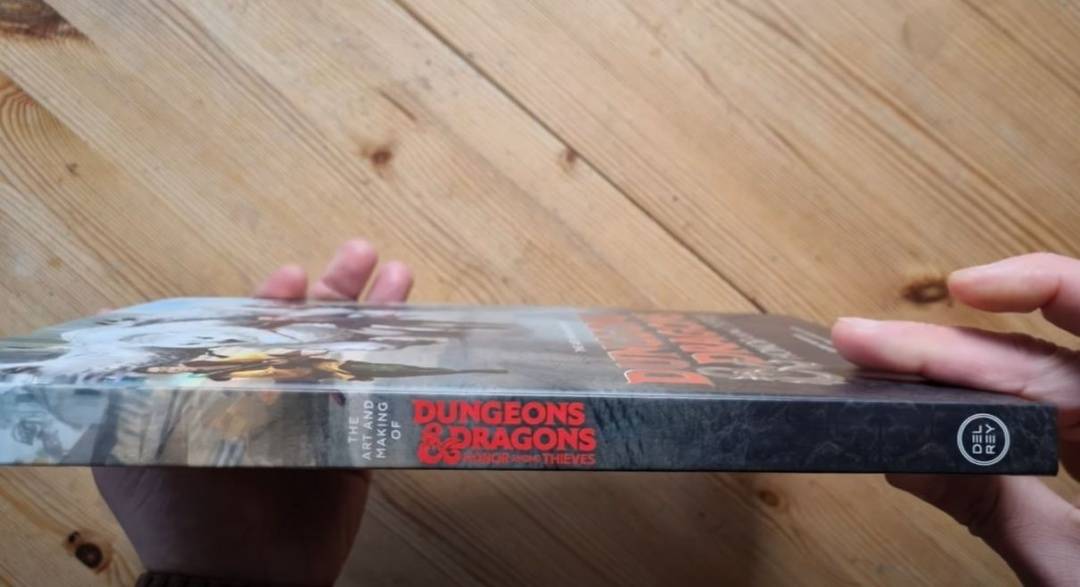 THE
ART AND
MAKING
OF
DUNGEONS
& DRAGONS
HONOR AMONG THIEVES
DEL
REY